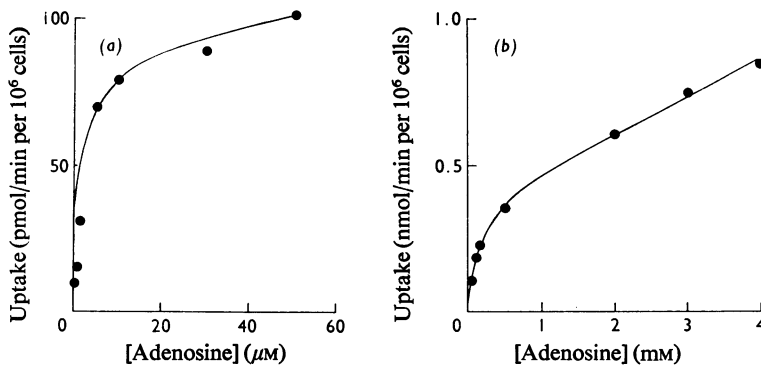 100
(a)
50
0
20
40
60
Uptake (pmol/min per 10⁶ cells)
[Adenosine] (μM)
1.0
(b)
0.5
0
1
2
3
4
Uptake (nmol/min per 10⁶ cells)
[Adenosine] (mM)